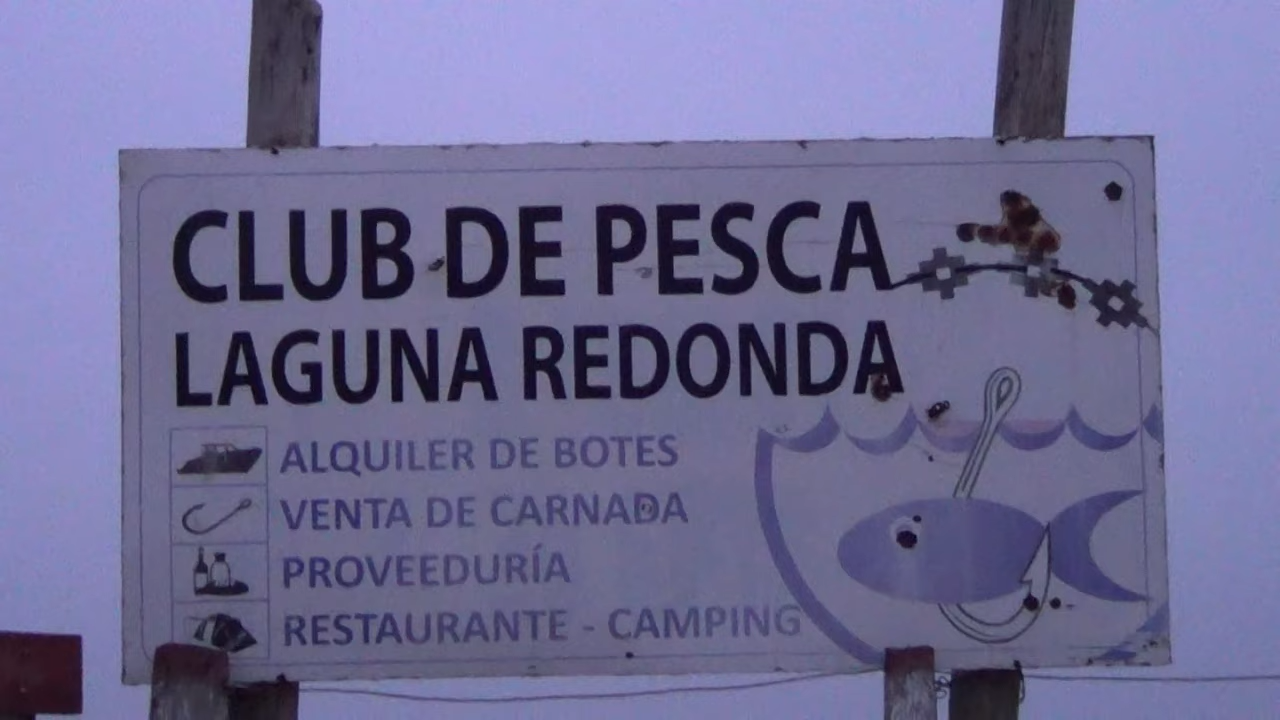 CLUB DE PESCA
LAGUNA REDONDA
ALQUILER DE BOTES
VENTA DE CARNADA
PROVEEDURÍA
RESTAURANTE - CAMPING